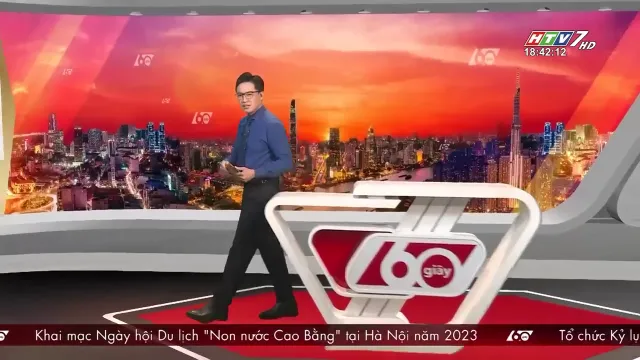 HTV7 HD
18:42:12
60 giây
Khai mạc Ngày hội Du lịch "Non nước Cao Bằng" tại Hà Nội năm 2023
60
Tổ chức Kỷ lu